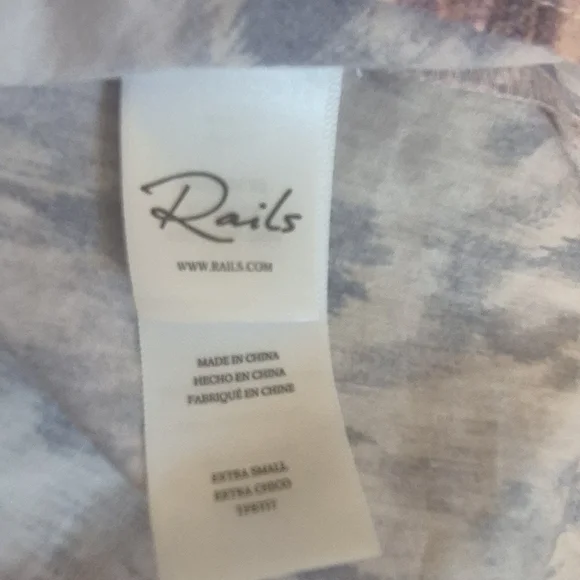 Rails
WWW.RAILS.COM
MADE IN CHINA
HECHO EN CHINA
FABRIQUÉ EN CHINE
EXTRA SMALL
EXTRA CHICO